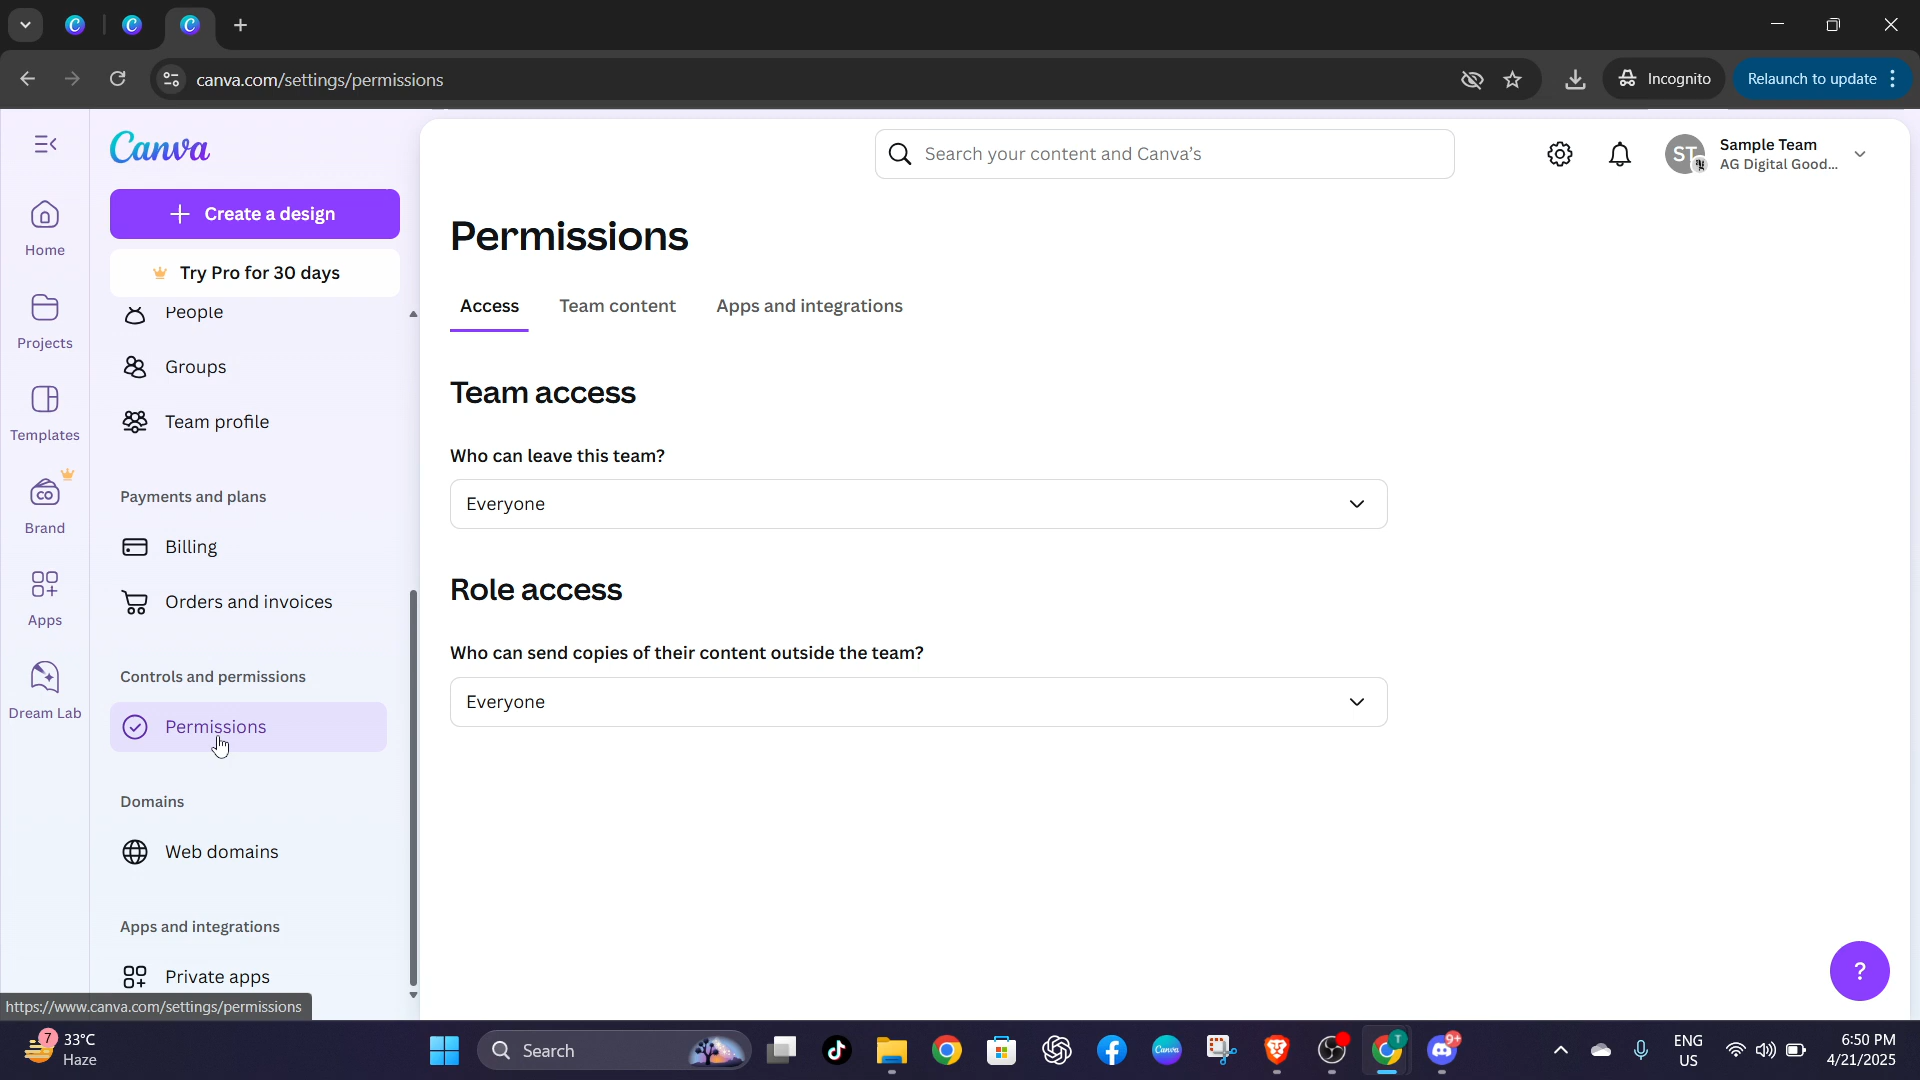 canva.com/settings/permissions
Incognito
Relaunch to update
Canva
Search your content and Canva's
ST
Sample Team
AG Digital Good...
Create a design
Try Pro for 30 days
Home
Projects
Templates
CO
Brand
Apps
Dream Lab
People
Groups
Team profile
Payments and plans
Billing
Orders and invoices
Controls and permissions
Permissions
Domains
Web domains
Apps and integrations
Private apps
Permissions
Access
Team content
Apps and integrations
Team access
Who can leave this team?
Everyone
Role access
Who can send copies of their content outside the team?
Everyone
?
https://www.canva.com/settings/permissions
7
33°C
Haze
Search
Canva
T
9+
ENG
US
6:50 PM
4/21/2025